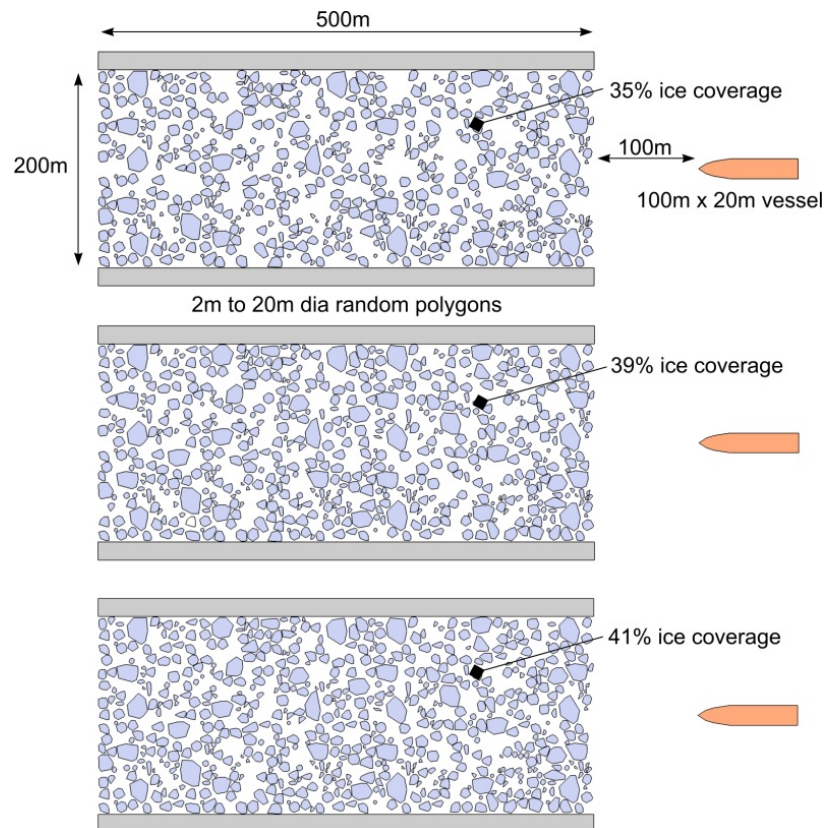 500m
35% ice coverage
100m
200m
100m x 20m vessel
2m to 20m dia random polygons
39% ice coverage
41% ice coverage